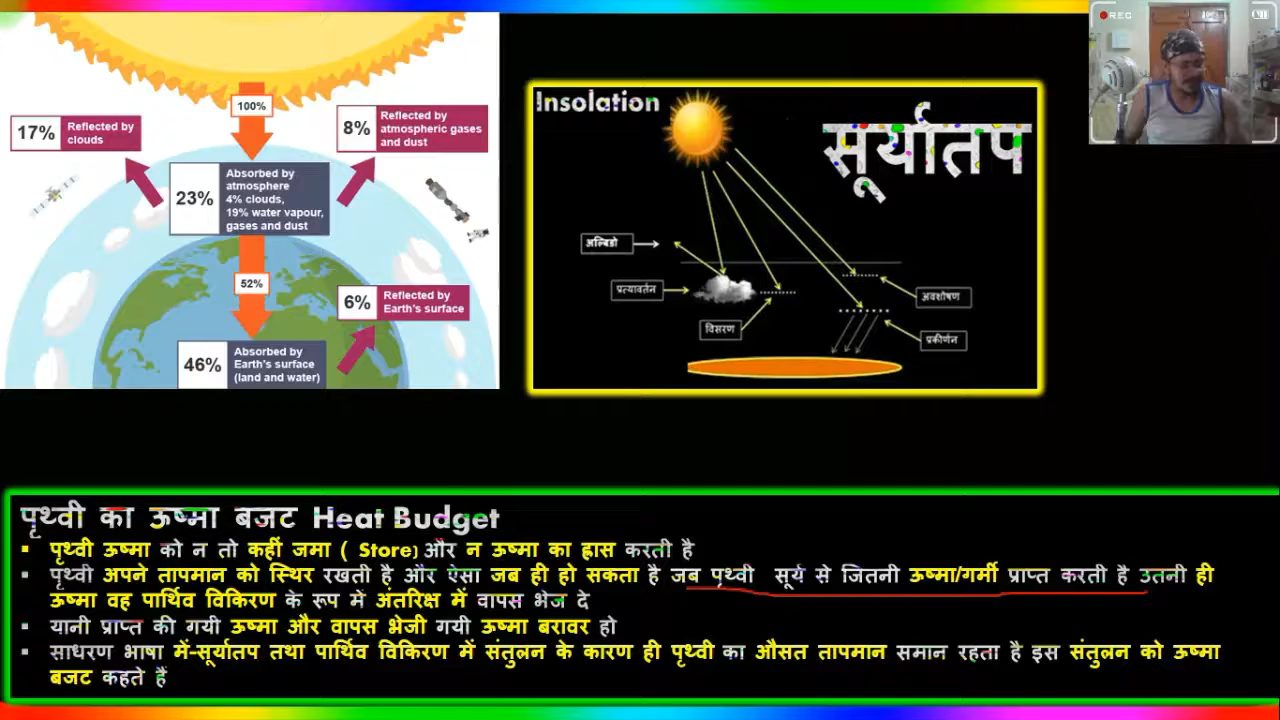 100%
17% Reflected by
clouds
8% Reflected by
atmospheric gases
and dust
23% Absorbed by
atmosphere
4% clouds,
19% water vapour,
gases and dust
52%
6% Reflected by
Earth's surface
46% Absorbed by
Earth's surface
(land and water)
Insolation
सूर्यातप
अल्बिडो
प्रत्यावर्तन
विसरण
अवशोषण
प्रकीर्णन
REC
पृथ्वी का ऊष्मा बजट Heat Budget
▪ पृथ्वी ऊष्मा को न तो कहीं जमा ( Store) और न ऊष्मा का ह्रास करती है
▪ पृथ्वी अपने तापमान को स्थिर रखती है और ऐसा जब ही हो सकता है जब पृथ्वी सूर्य से जितनी ऊष्मा/गर्मी प्राप्त करती है उतनी ही
ऊष्मा वह पार्थिव विकिरण के रूप में अंतरिक्ष में वापस भेज दे
▪ यानी प्राप्त की गयी ऊष्मा और वापस भेजी गयी ऊष्मा बराबर हो
▪ साधरण भाषा में-सूर्यातप तथा पार्थिव विकिरण में संतुलन के कारण ही पृथ्वी का औसत तापमान समान रहता है इस संतुलन को ऊष्मा
बजट कहते हैं